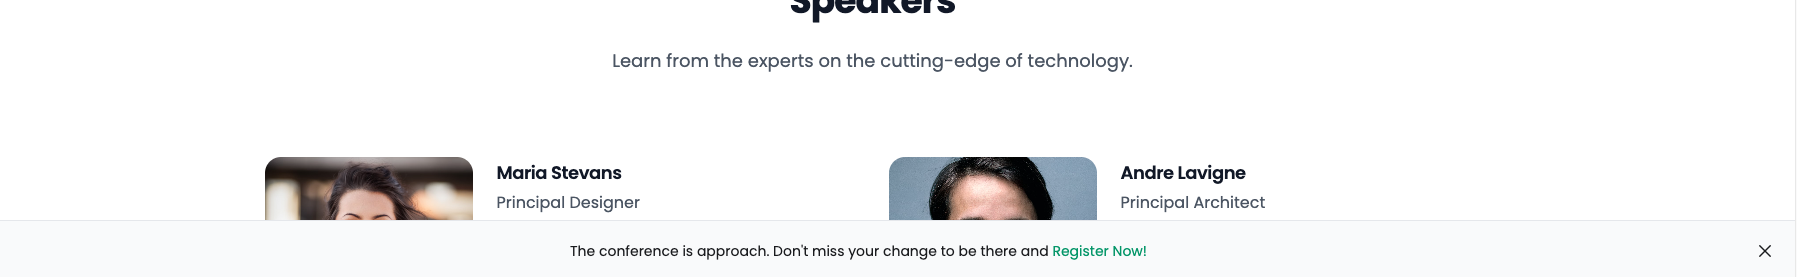 Speakers
Learn from the experts on the cutting-edge of technology.
Maria Stevans
Principal Designer
Andre Lavigne
Principal Architect
The conference is approach. Don't miss your change to be there and Register Now!